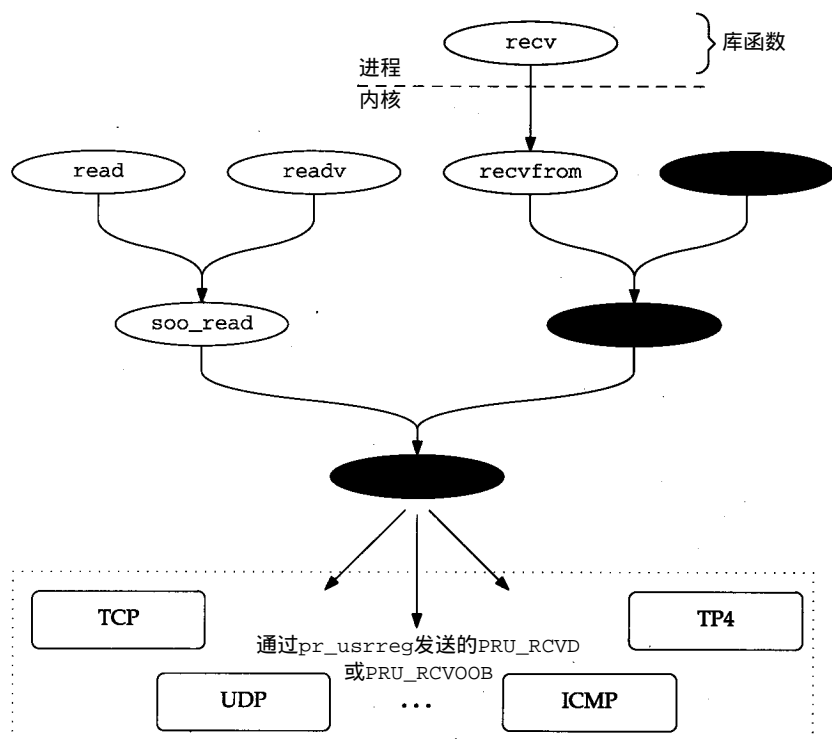 recv
库函数
进程
内核
read
readv
recvfrom
soo_read
TCP
TP4
通过pr_usrreg发送的PRU_RCVD
或PRU_RCVOOB
UDP
...
ICMP